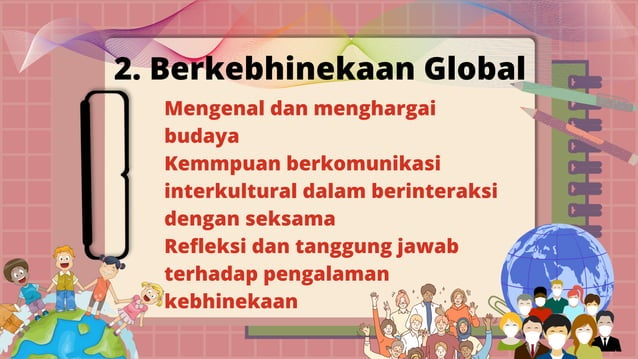 2. Berkebhinekaan Global
Mengenal dan menghargai
budaya
Kemmpuan berkomunikasi
interkultural dalam berinteraksi
dengan seksama
Refleksi dan tanggung jawab
terhadap pengalaman
kebhinekaan